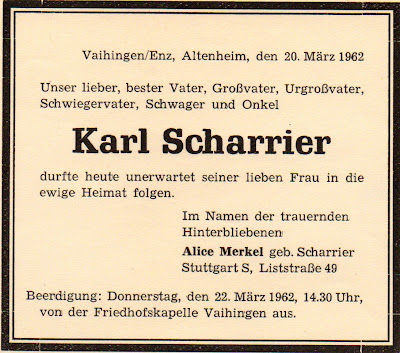 Vaihingen/Enz, Altenheim, den 20. März 1962
Unser lieber, bester Vater, Großvater, Urgroßvater,
Schwiegervater, Schwager und Onkel
Karl Scharrier
durfte heute unerwartet seiner lieben Frau in die
ewige Heimat folgen.
Im Namen der trauernden
Hinterbliebenen
Alice Merkel geb. Scharrier
Stuttgart S, Liststraße 49
Beerdigung: Donnerstag, den 22. März 1962, 14.30 Uhr,
von der Friedhofskapelle Vaihingen aus.